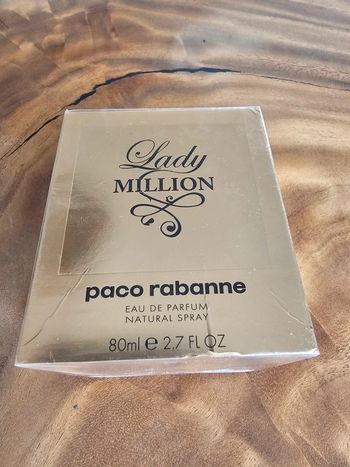 Lady
MILLION
paco rabanne
EAU DE PARFUM
NATURAL SPRAY
80ml e 2.7 FL OZ